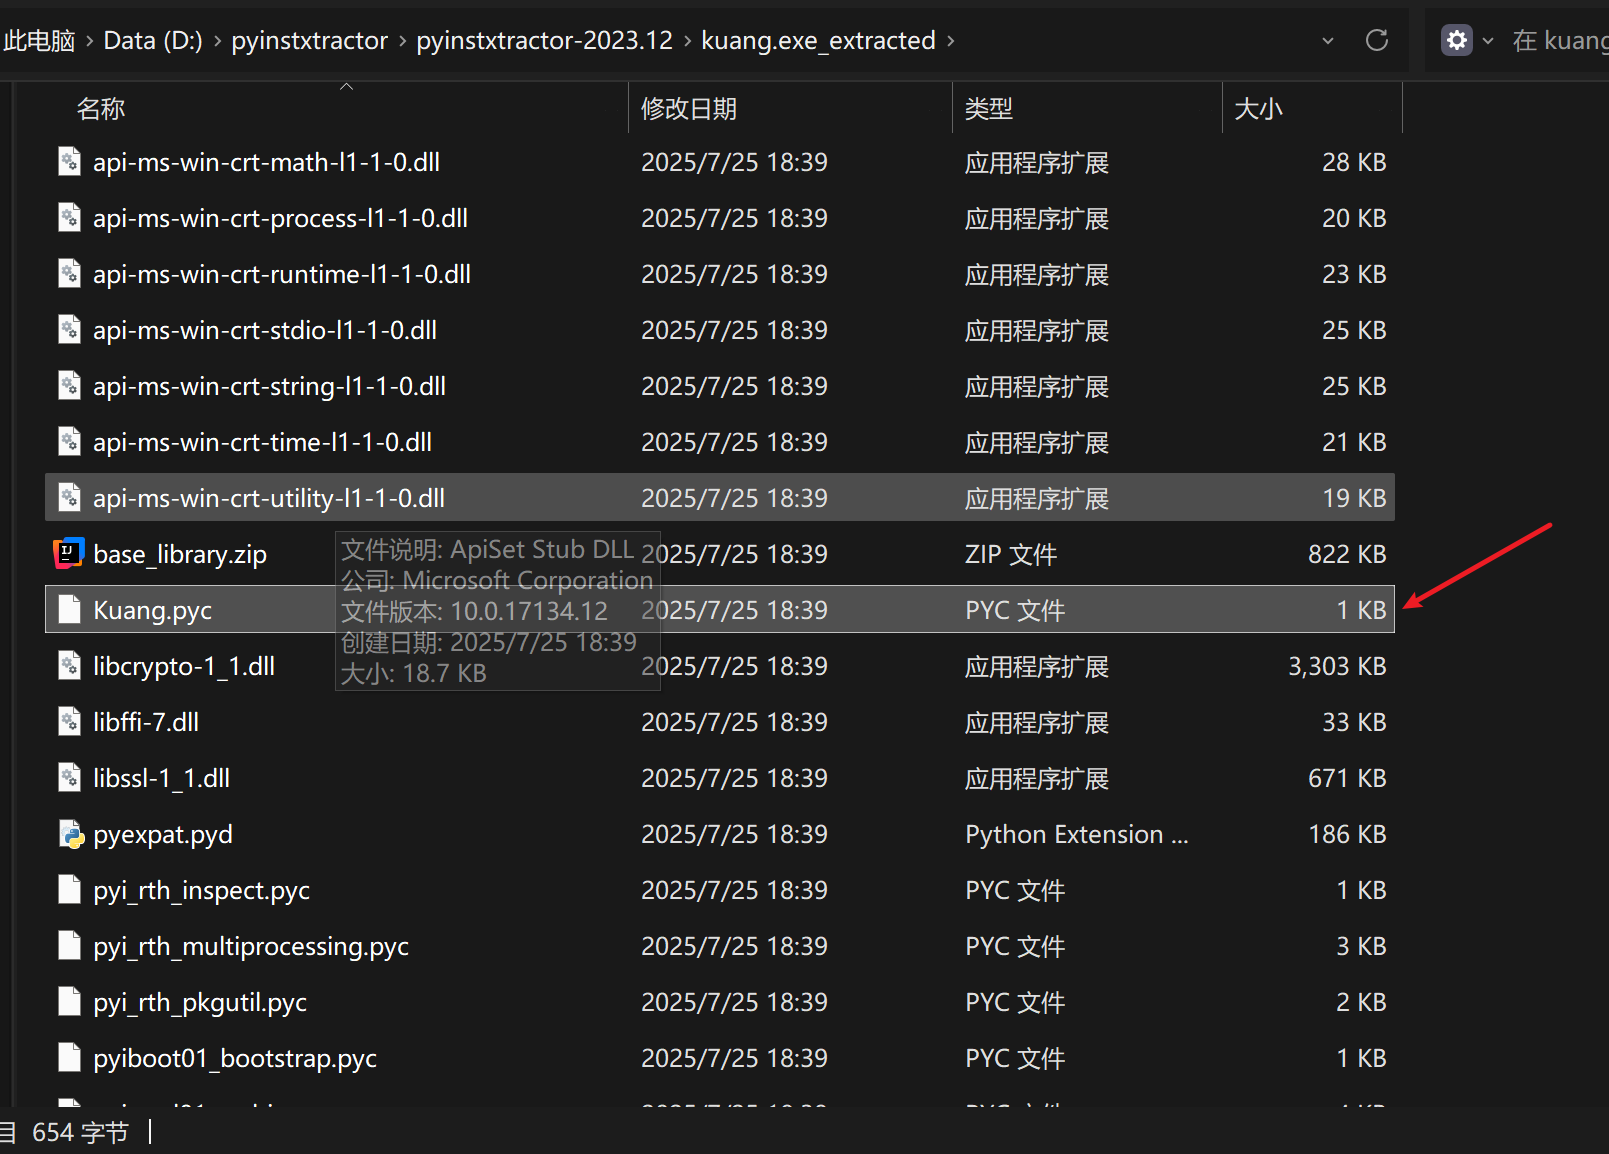 此电脑 › Data (D:) › pyinstxtractor › pyinstxtractor-2023.12 › kuang.exe_extracted ›
在 kuang
名称 修改日期 类型 大小
api-ms-win-crt-math-l1-1-0.dll 2025/7/25 18:39 应用程序扩展 28 KB
api-ms-win-crt-process-l1-1-0.dll 2025/7/25 18:39 应用程序扩展 20 KB
api-ms-win-crt-runtime-l1-1-0.dll 2025/7/25 18:39 应用程序扩展 23 KB
api-ms-win-crt-stdio-l1-1-0.dll 2025/7/25 18:39 应用程序扩展 25 KB
api-ms-win-crt-string-l1-1-0.dll 2025/7/25 18:39 应用程序扩展 25 KB
api-ms-win-crt-time-l1-1-0.dll 2025/7/25 18:39 应用程序扩展 21 KB
api-ms-win-crt-utility-l1-1-0.dll 2025/7/25 18:39 应用程序扩展 19 KB
base_library.zip 2025/7/25 18:39 ZIP 文件 822 KB
Kuang.pyc 2025/7/25 18:39 PYC 文件 1 KB
libcrypto-1_1.dll 2025/7/25 18:39 应用程序扩展 3,303 KB
文件说明: ApiSet Stub DLL
公司: Microsoft Corporation
文件版本: 10.0.17134.12
创建日期: 2025/7/25 18:39
大小: 18.7 KB
libffi-7.dll 2025/7/25 18:39 应用程序扩展 33 KB
libssl-1_1.dll 2025/7/25 18:39 应用程序扩展 671 KB
pyexpat.pyd 2025/7/25 18:39 Python Extension ... 186 KB
pyi_rth_inspect.pyc 2025/7/25 18:39 PYC 文件 1 KB
pyi_rth_multiprocessing.pyc 2025/7/25 18:39 PYC 文件 3 KB
pyi_rth_pkgutil.pyc 2025/7/25 18:39 PYC 文件 2 KB
pyiboot01_bootstrap.pyc 2025/7/25 18:39 PYC 文件 1 KB
654 字节